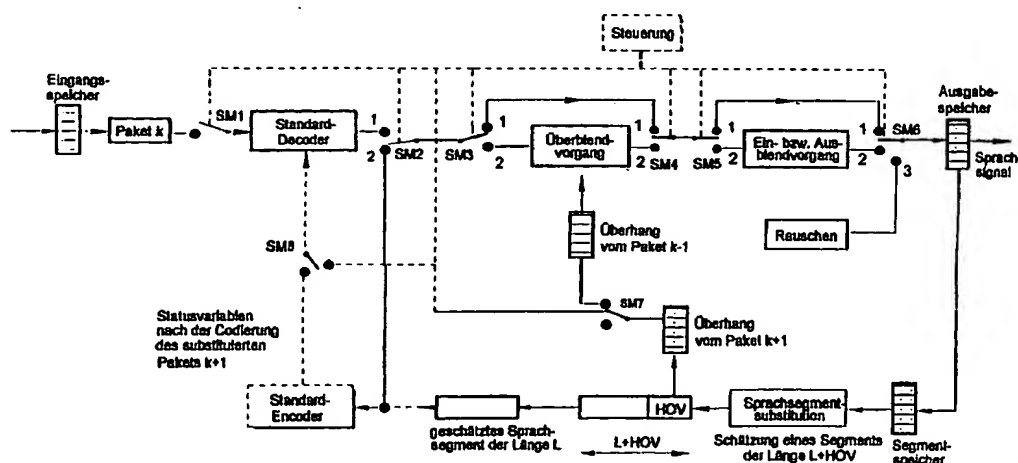 Steuerung
Eingangs-
speicher
Paket k
SM1
Standard-
Decoder
1
2
SM2
SM3
1
2
Überblend-
vorgang
1
2
SM4
SM5
1
2
Ein- bzw. Aus-
blendvorgang
1
2
3
SM6
Ausgabe-
speicher
Sprach
signal
Rauschen
SM8
Überhang
vom Paket k-1
SM7
Überhang
vom Paket k+1
Statusvariablen
nach der Codierung
des substituierten
Pakets k+1
Standard-
Encoder
geschätztes Sprach-
segment der Länge L
HOV
L+HOV
Sprachsegment-
substitution
Schätzung eines Segments
der Länge L+HOV
Segment-
speicher